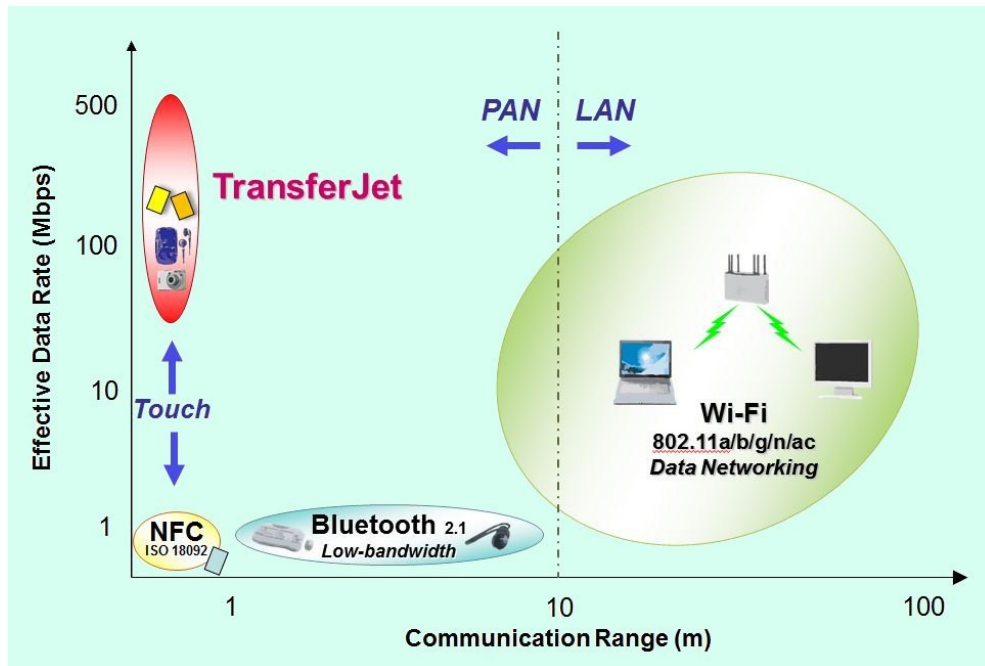 500
PAN
LAN
TransferJet
100
Effective Data Rate (Mbps)
10
Touch
Wi-Fi
802.11a/b/g/n/ac
Data Networking
1
NFC
ISO 18092
Bluetooth 2.1
Low-bandwidth
1
10
100
Communication Range (m)